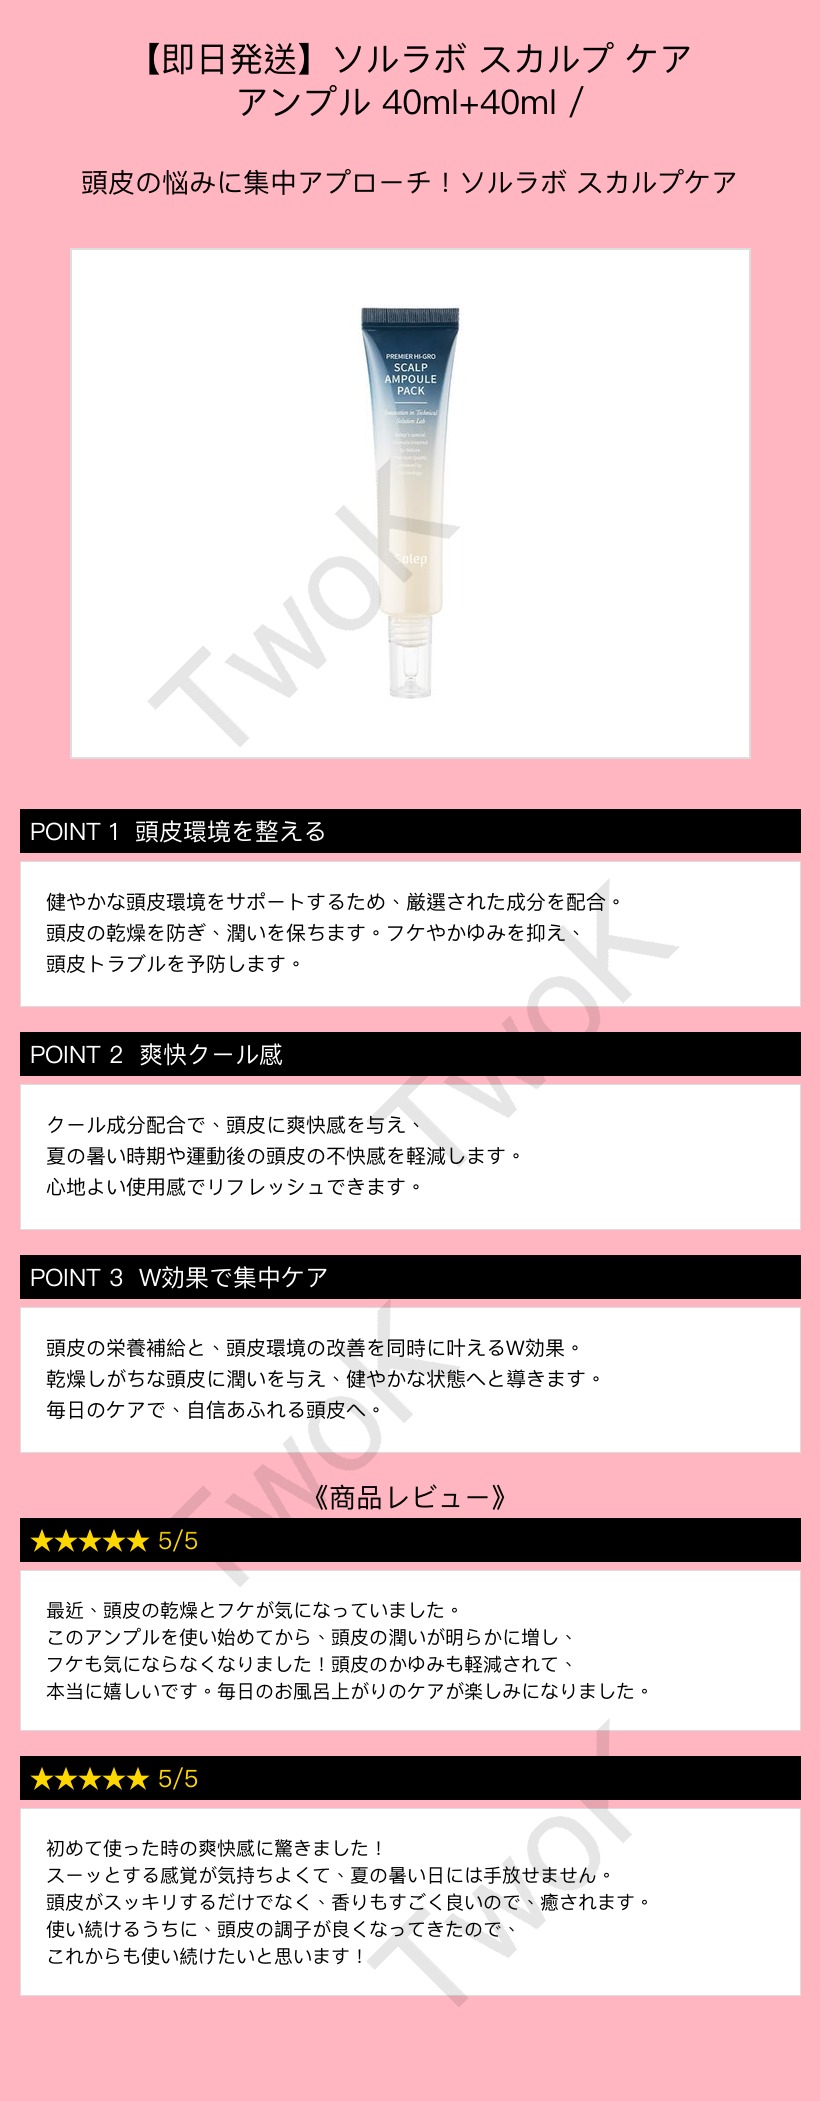 【即日発送】ソルラボ スカルプ ケア
アンプル 40ml+40ml /
頭皮の悩みに集中アプローチ！ソルラボ スカルプケア
PREMIER HI-GRO
SCALP
AMPOULE
PACK
Innovation in Technical
Solution Lab
Solep
TwoK
POINT 1 頭皮環境を整える
健やかな頭皮環境をサポートするため、厳選された成分を配合。
頭皮の乾燥を防ぎ、潤いを保ちます。フケやかゆみを抑え、
頭皮トラブルを予防します。
TwoK
POINT 2 爽快クール感
クール成分配合で、頭皮に爽快感を与え、
夏の暑い時期や運動後の頭皮の不快感を軽減します。
心地よい使用感でリフレッシュできます。
POINT 3 W効果で集中ケア
頭皮の栄養補給と、頭皮環境の改善を同時に叶えるW効果。
乾燥しがちな頭皮に潤いを与え、健やかな状態へと導きます。
毎日のケアで、自信あふれる頭皮へ。
TwoK
《商品レビュー》
★★★★★ 5/5
最近、頭皮の乾燥とフケが気になっていました。
このアンプルを使い始めてから、頭皮の潤いが明らかに増し、
フケも気にならなくなりました！頭皮のかゆみも軽減されて、
本当に嬉しいです。毎日のお風呂上がりのケアが楽しみになりました。
★★★★★ 5/5
初めて使った時の爽快感に驚きました！
スーッとする感覚が気持ちよくて、夏の暑い日には手放せません。
頭皮がスッキリするだけでなく、香りもすごく良いので、癒されます。
使い続けるうちに、頭皮の調子が良くなってきたので、
これからも使い続けたいと思います！
TwoK